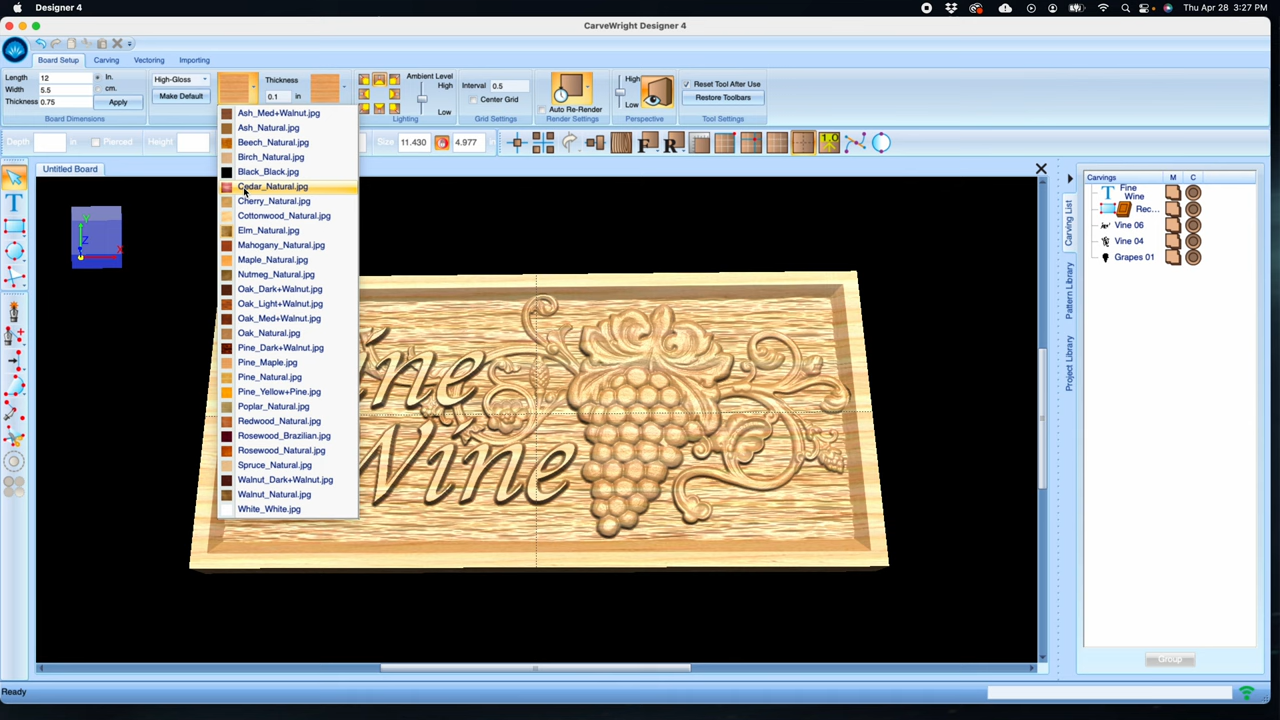 Designer 4
Thu Apr 28 3:27 PM
CarveWright Designer 4
Board Setup Carving Vectoring Importing
Length 12 In.
Width 5.5 cm.
Thickness 0.75 Apply
Board Dimensions
High-Gloss
Make Default
Thickness
0.1 in
Ambient Level
High
Low
Lighting
Interval 0.5
Center Grid
Grid Settings
Auto Re-Render
Render Settings
High
Low
Perspective
Reset Tool After Use
Restore Toolbars
Tool Settings
Depth in Pierced Height Size 11.430 4.977 in
Untitled Board
Ash_Med+Walnut.jpg
Ash_Natural.jpg
Beech_Natural.jpg
Birch_Natural.jpg
Black_Black.jpg
Cedar_Natural.jpg
Cherry_Natural.jpg
Cottonwood_Natural.jpg
Elm_Natural.jpg
Mahogany_Natural.jpg
Maple_Natural.jpg
Nutmeg_Natural.jpg
Oak_Dark+Walnut.jpg
Oak_Light+Walnut.jpg
Oak_Med+Walnut.jpg
Oak_Natural.jpg
Pine_Dark+Walnut.jpg
Pine_Maple.jpg
Pine_Natural.jpg
Pine_Yellow+Pine.jpg
Poplar_Natural.jpg
Redwood_Natural.jpg
Rosewood_Brazilian.jpg
Rosewood_Natural.jpg
Spruce_Natural.jpg
Walnut_Dark+Walnut.jpg
Walnut_Natural.jpg
White_White.jpg
Y
Z
X
ine
Wine
Carving List
Pattern Library
Project Library
Carvings M C
Fine
Wine
Rec...
Vine 06
Vine 04
Grapes 01
Group
Ready